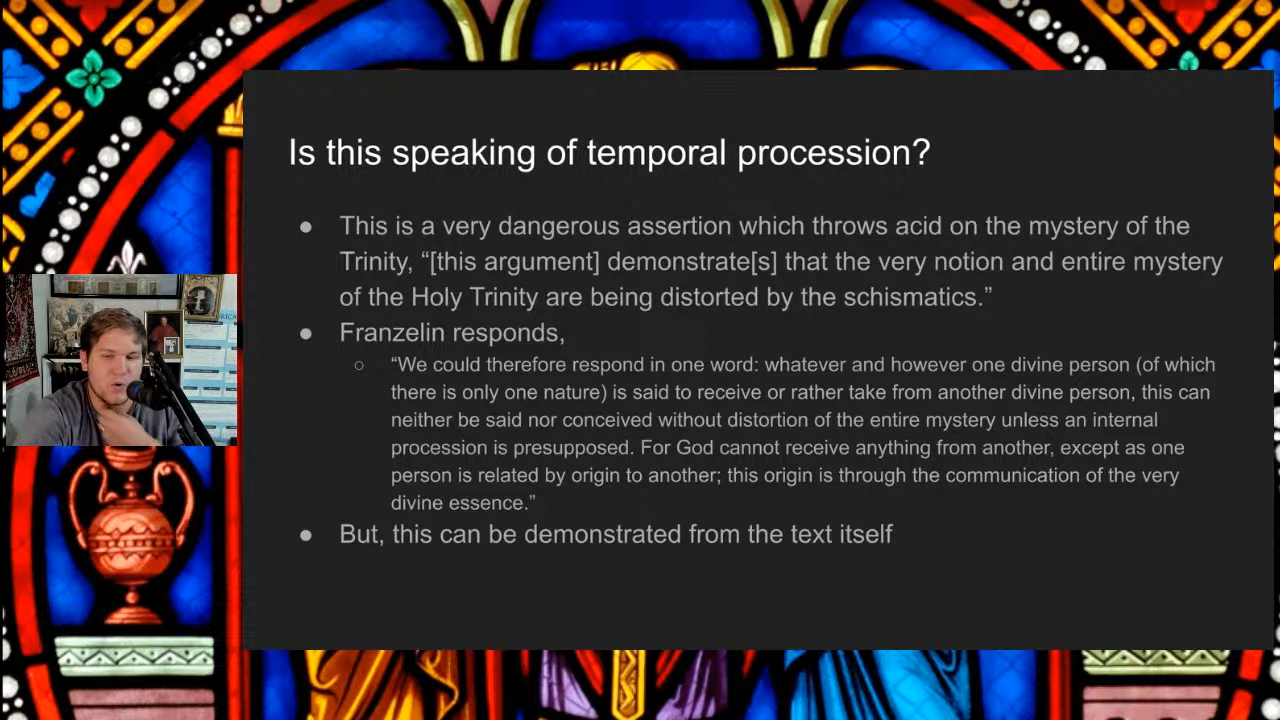 Is this speaking of temporal procession?
● This is a very dangerous assertion which throws acid on the mystery of the
Trinity, “[this argument] demonstrate[s] that the very notion and entire mystery
of the Holy Trinity are being distorted by the schismatics.”
● Franzelin responds,
○ “We could therefore respond in one word: whatever and however one divine person (of which
there is only one nature) is said to receive or rather take from another divine person, this can
neither be said nor conceived without distortion of the entire mystery unless an internal
procession is presupposed. For God cannot receive anything from another, except as one
person is related by origin to another; this origin is through the communication of the very
divine essence.”
● But, this can be demonstrated from the text itself